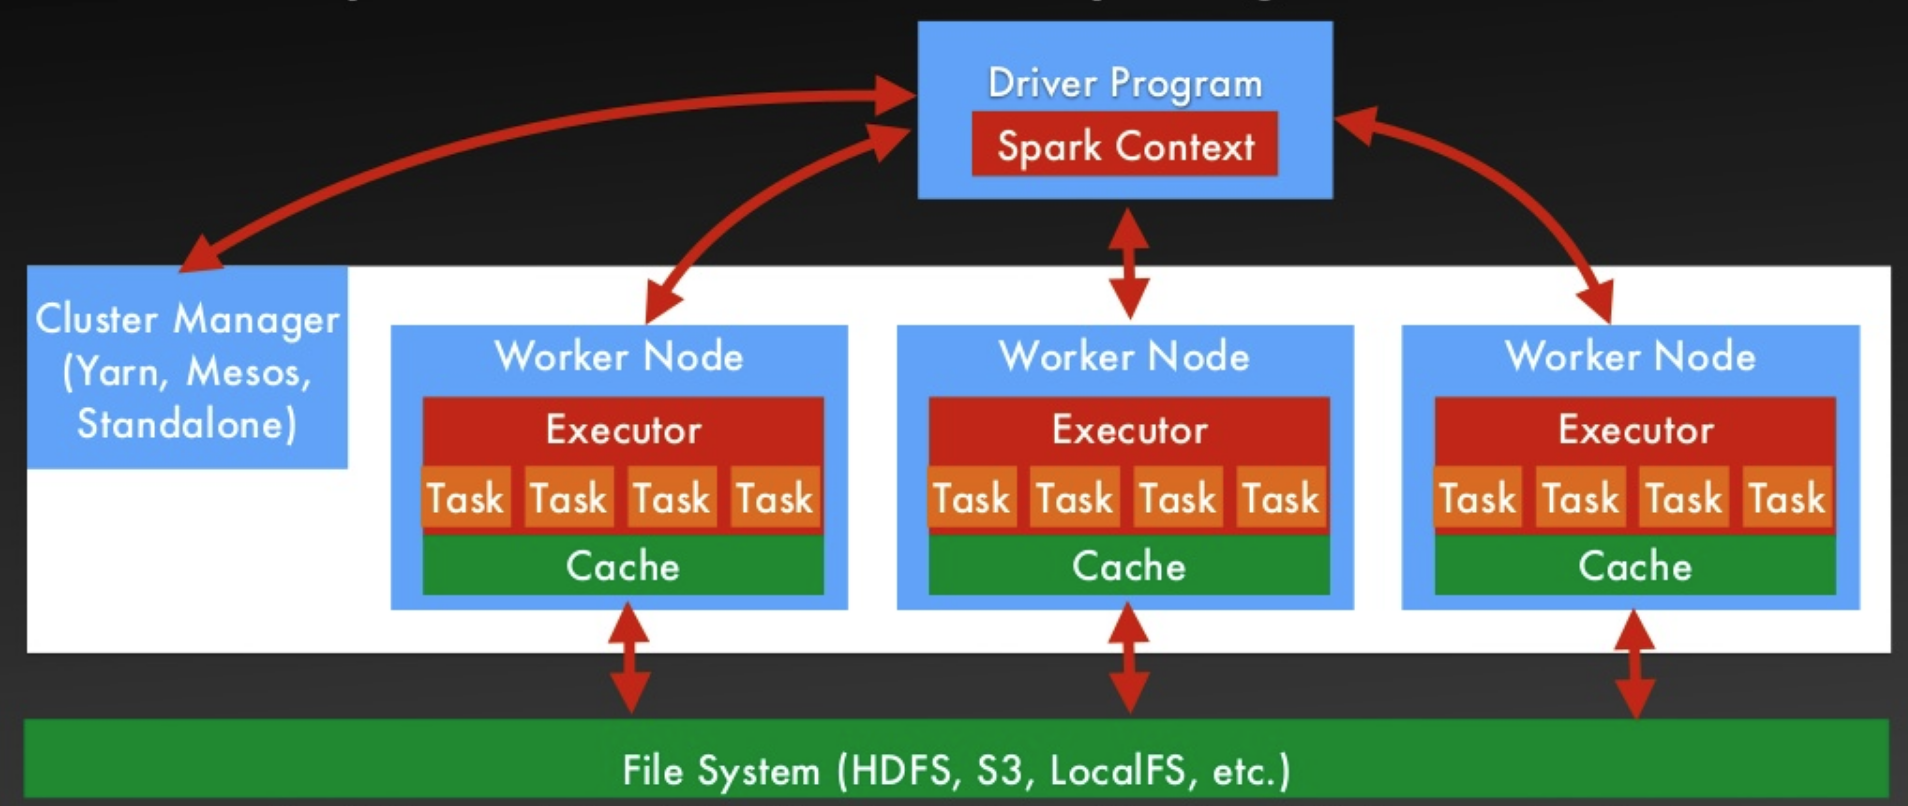 Driver Program
Spark Context
Cluster Manager
(Yarn, Mesos,
Standalone)
Worker Node
Executor
Task Task Task Task
Cache
Worker Node
Executor
Task Task Task Task
Cache
Worker Node
Executor
Task Task Task Task
Cache
File System (HDFS, S3, LocalFS, etc.)